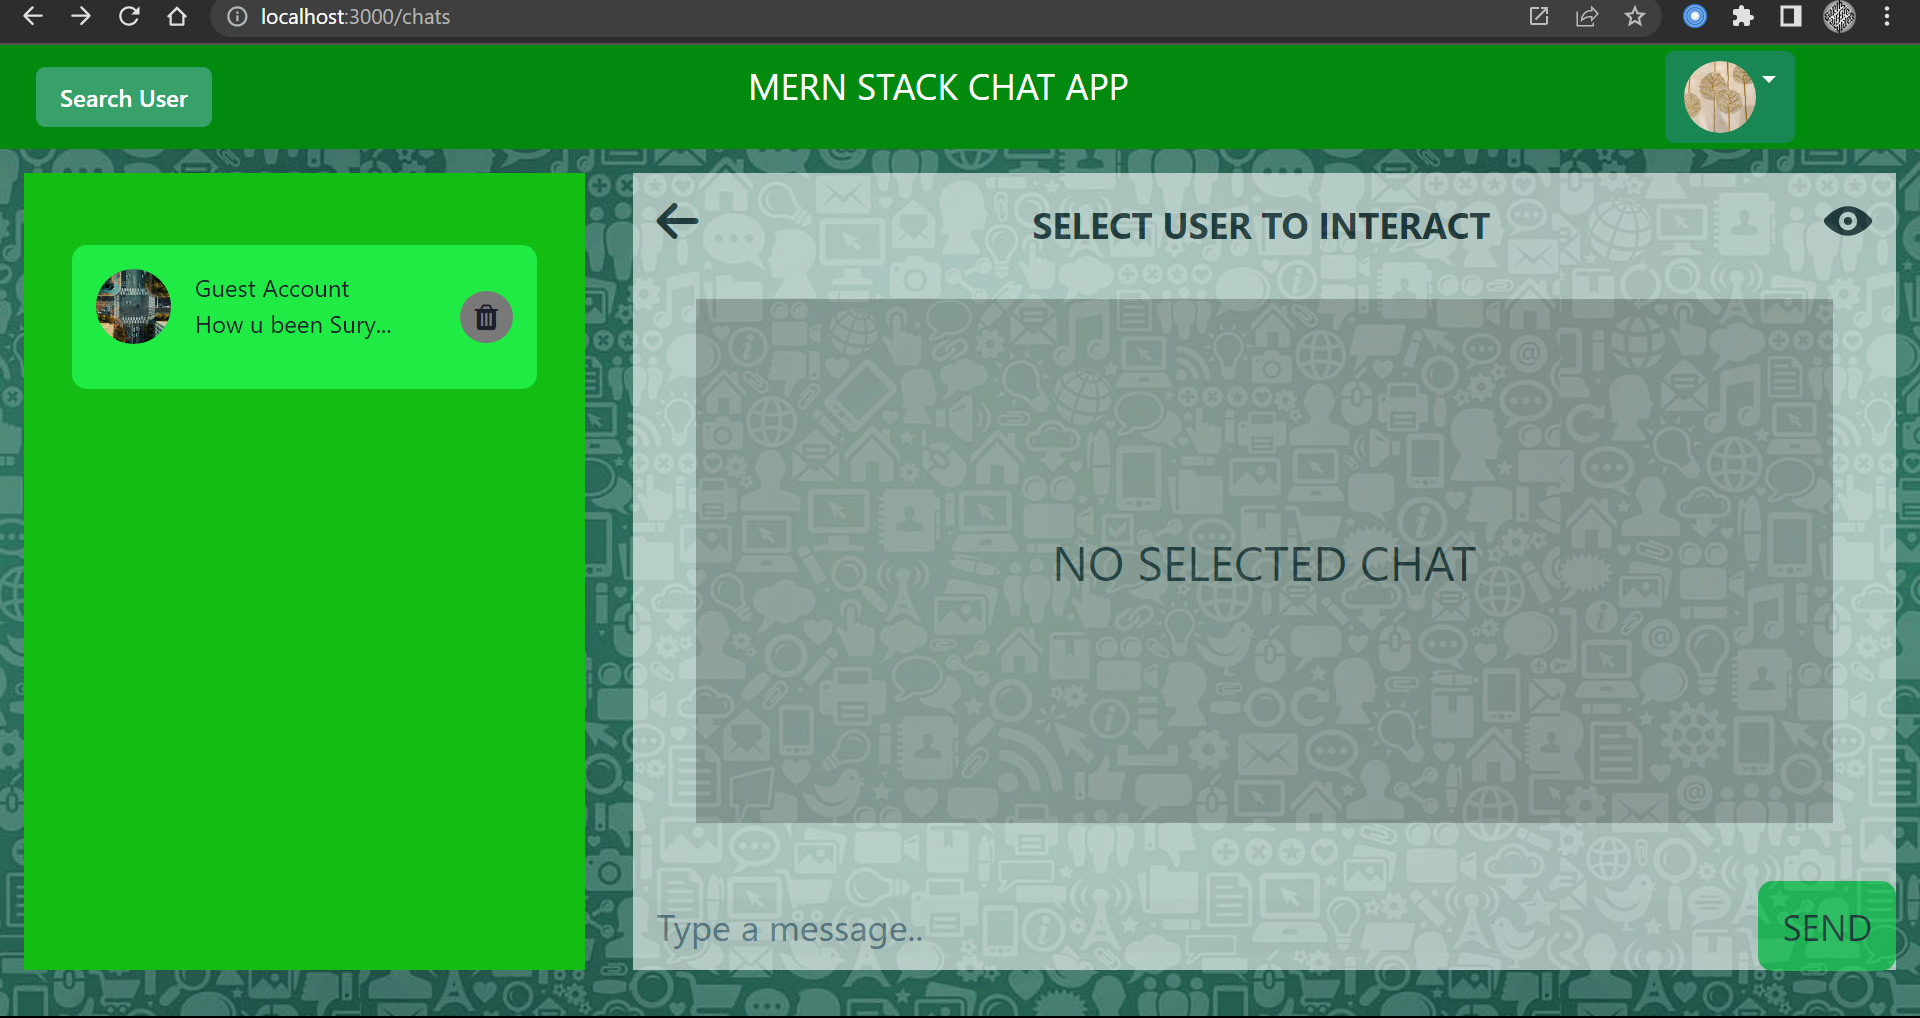 localhost:3000/chats
Search User
MERN STACK CHAT APP
Guest Account
How u been Sury...
SELECT USER TO INTERACT
NO SELECTED CHAT
Type a message..
SEND